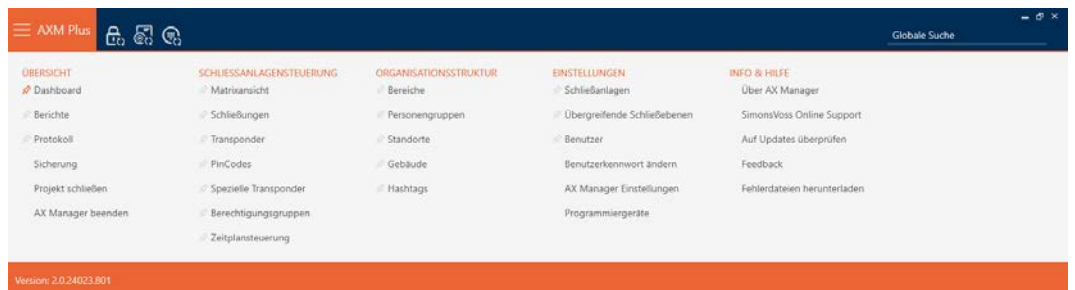 AXM Plus
Globale Suche
ÜBERSICHT
Dashboard
Berichte
Protokoll
Sicherung
Projekt schließen
AX Manager beenden
SCHLIESSANLAGENSTEUERUNG
Matrixansicht
Schließungen
Transponder
PinCodes
Spezielle Transponder
Berechtigungsgruppen
Zeitplansteuerung
ORGANISATIONSSTRUKTUR
Bereiche
Personengruppen
Standorte
Gebäude
Hashtags
EINSTELLUNGEN
Schließanlagen
Übergreifende Schließebenen
Benutzer
Benutzerkennwort ändern
AX Manager Einstellungen
Programmiergeräte
INFO & HILFE
Über AX Manager
SimonsVoss Online Support
Auf Updates überprüfen
Feedback
Fehlerdateien herunterladen
Version: 2.0.24023.801